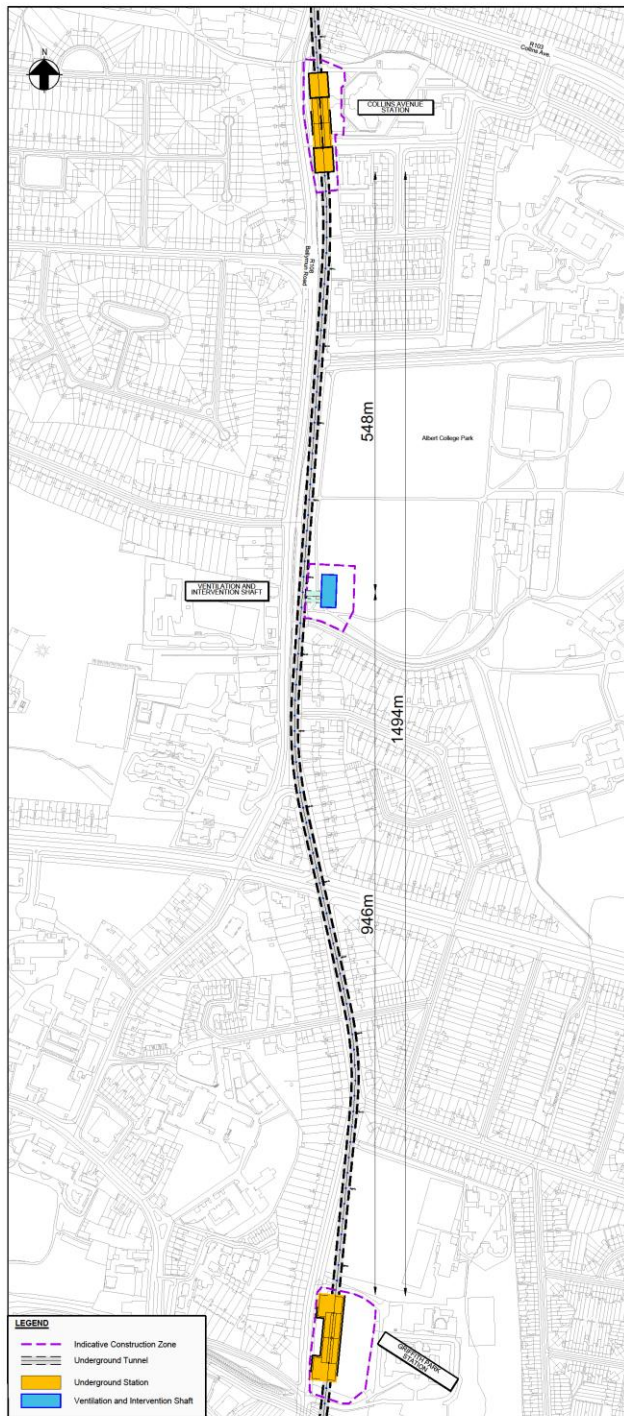 N
R103
Collins Ave.
COLLINS AVENUE
STATION
R108
Ballymun Road
548m
Albert College Park
VENTILATION AND
INTERVENTION SHAFT
1494m
946m
GRIFFITH PARK
STATION
LEGEND
Indicative Construction Zone
Underground Tunnel
Underground Station
Ventilation and Intervention Shaft